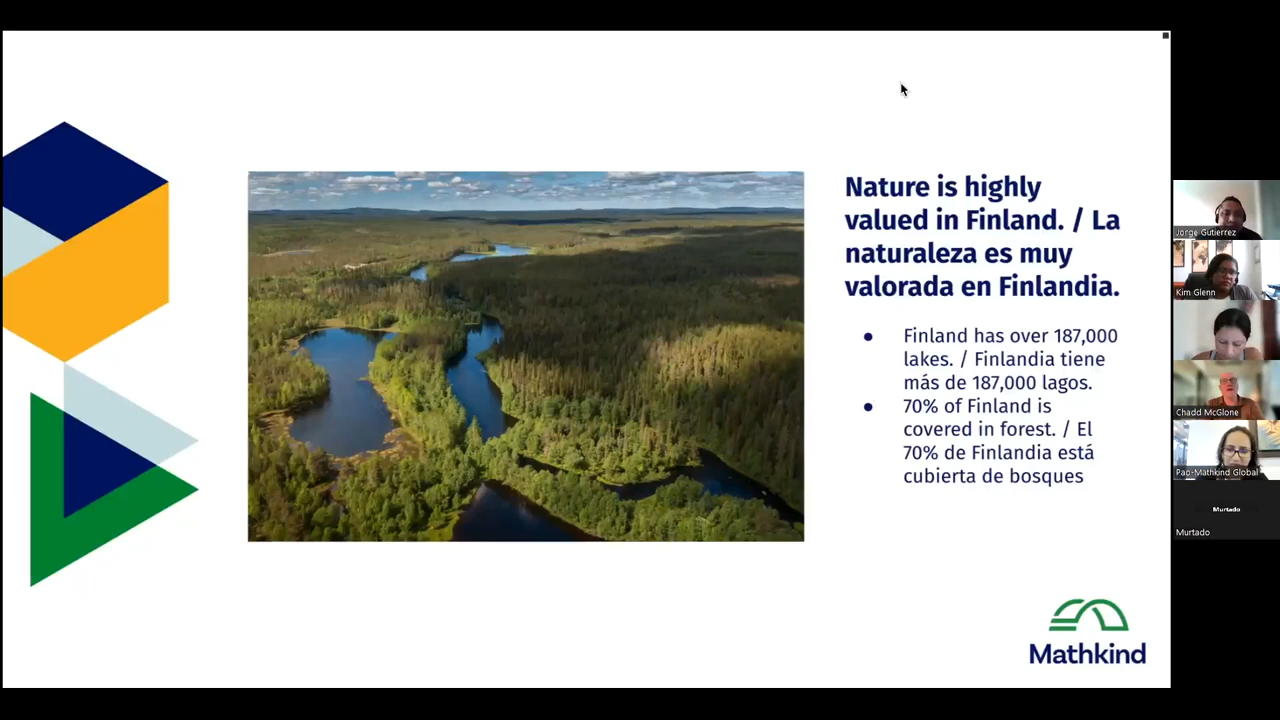 Nature is highly
valued in Finland. / La
naturaleza es muy
valorada en Finlandia.
● Finland has over 187,000
lakes. / Finlandia tiene
más de 187,000 lagos.
● 70% of Finland is
covered in forest. / El
70% de Finlandia está
cubierta de bosques
Mathkind
Jorge Gutierrez
Kim Glenn
Chadd McGlone
Pao-Mathkind Global
Murtado
Murtado